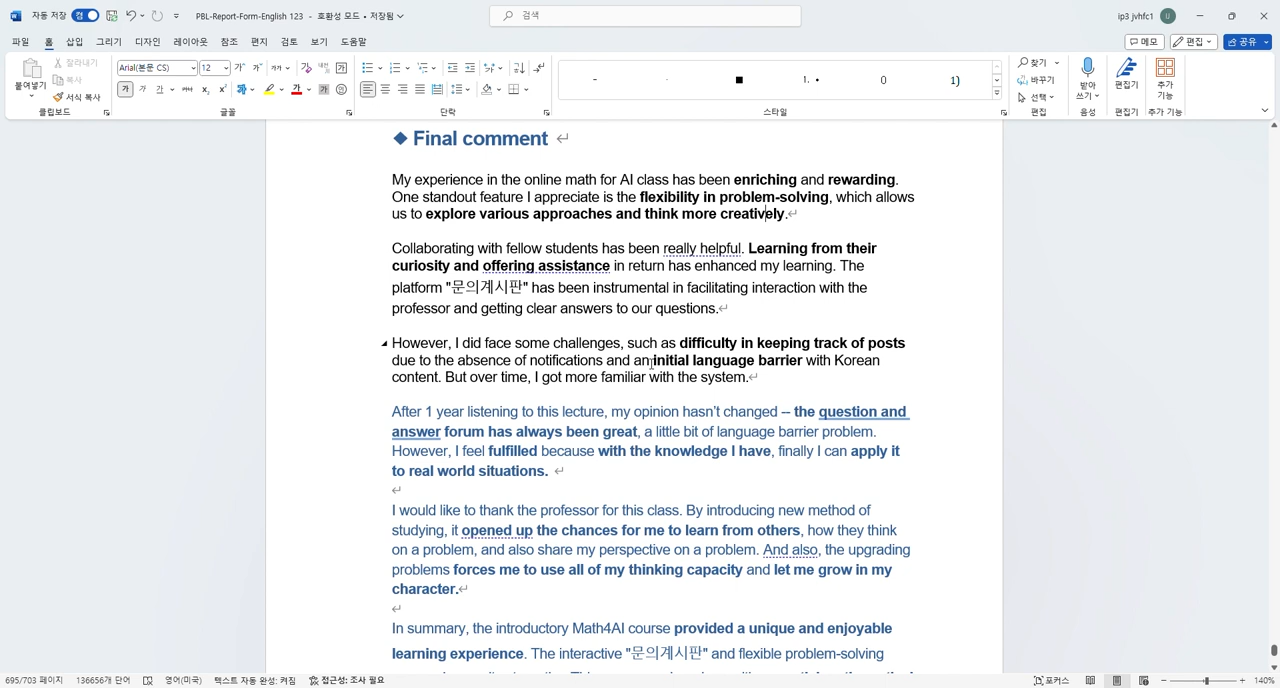 자동 저장 켬 PBL-Report-Form-English 123 - 호환성 모드 • 저장됨 검색 ip3 jvhfc1 IJ
파일 홈 삽입 그리기 디자인 레이아웃 참조 편지 검토 보기 도움말 메모 편집 공유
붙여넣기 잘라내기 복사 서식 복사 클립보드
Arial(본문 CS) 12 글꼴
단락
- · ■ 1. • 0 1) 스타일
찾기 바꾸기 선택 편집
받아쓰기 음성
편집기 편집기
추가 기능 추가 기능
❖ Final comment
My experience in the online math for AI class has been enriching and rewarding.
One standout feature I appreciate is the flexibility in problem-solving, which allows
us to explore various approaches and think more creatively.
Collaborating with fellow students has been really helpful. Learning from their
curiosity and offering assistance in return has enhanced my learning. The
platform "문의계시판" has been instrumental in facilitating interaction with the
professor and getting clear answers to our questions.
However, I did face some challenges, such as difficulty in keeping track of posts
due to the absence of notifications and an initial language barrier with Korean
content. But over time, I got more familiar with the system.
After 1 year listening to this lecture, my opinion hasn't changed – the question and
answer forum has always been great, a little bit of language barrier problem.
However, I feel fulfilled because with the knowledge I have, finally I can apply it
to real world situations.
I would like to thank the professor for this class. By introducing new method of
studying, it opened up the chances for me to learn from others, how they think
on a problem, and also share my perspective on a problem. And also, the upgrading
problems forces me to use all of my thinking capacity and let me grow in my
character.
In summary, the introductory Math4AI course provided a unique and enjoyable
learning experience. The interactive "문의계시판" and flexible problem-solving
695/703 페이지 136656개 단어 영어(미국) 텍스트 자동 완성: 켜짐 접근성: 조사 필요 포커스 140%